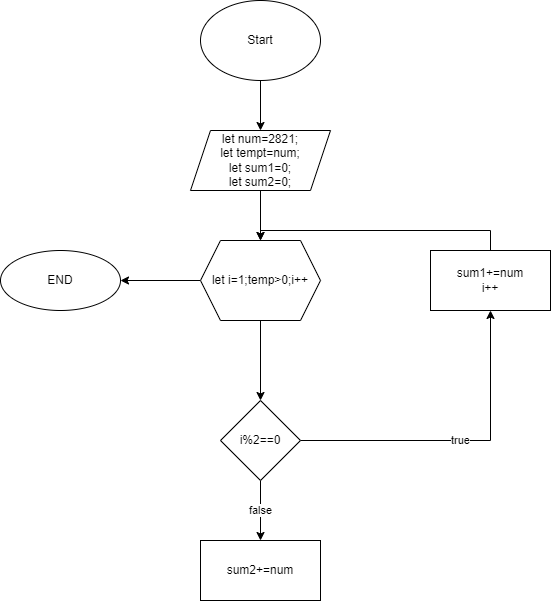 Start
let num=2821;
let tempt=num;
let sum1=0;
let sum2=0;
END
let i=1;temp>0;i++
sum1+=num
i++
i%2==0
true
false
sum2+=num